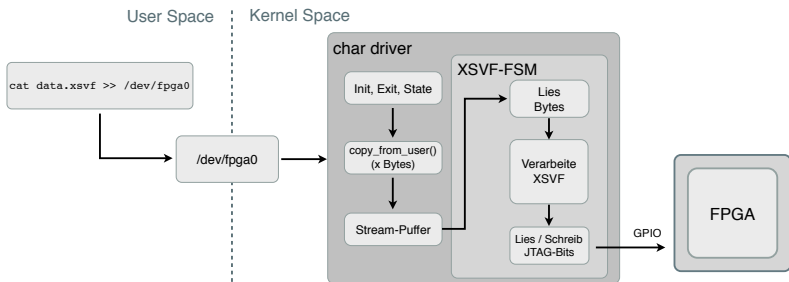 User Space
Kernel Space
char driver
XSVF-FSM
cat data.xsvf >> /dev/fpga0
/dev/fpga0
Init, Exit, State
copy_from_user()
(x Bytes)
Stream-Puffer
Lies
Bytes
Verarbeite
XSVF
Lies / Schreib
JTAG-Bits
GPIO
FPGA